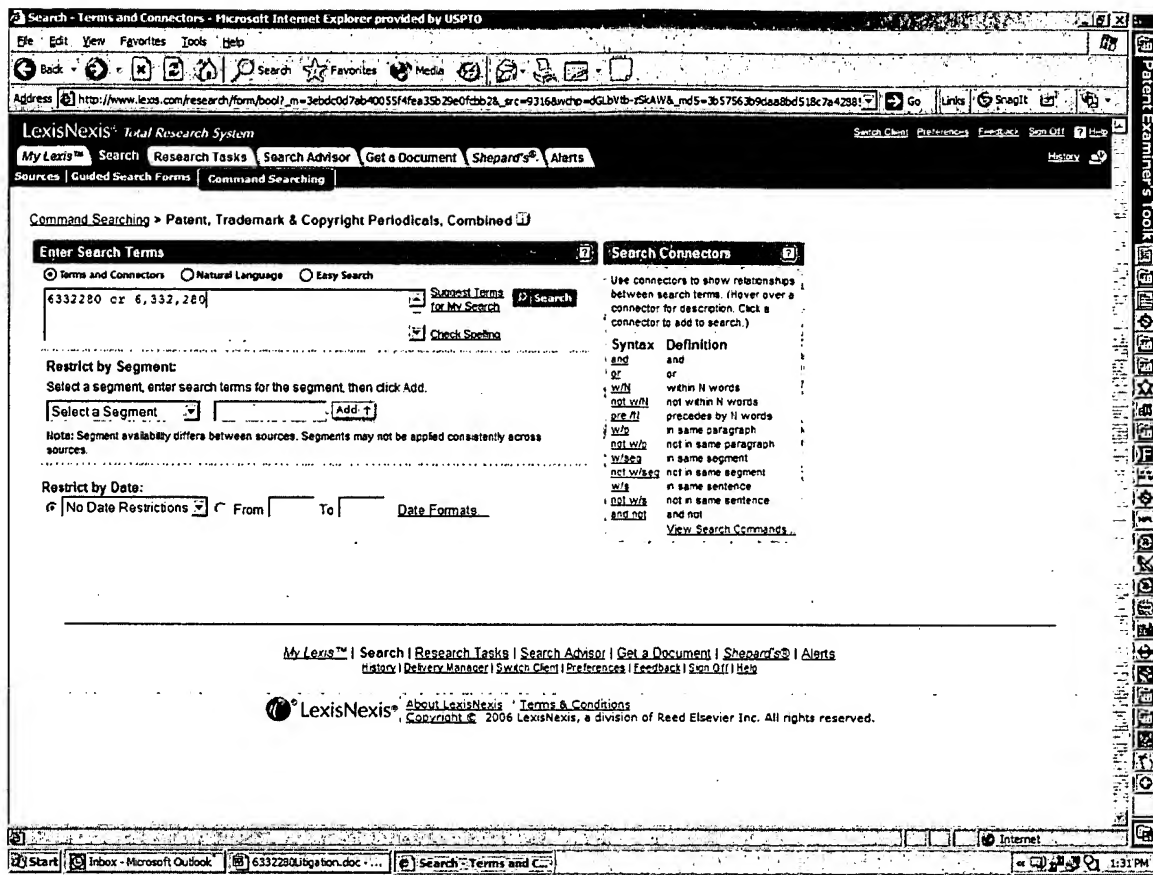 Search - Terms and Connectors - Microsoft Internet Explorer provided by USPTO
File Edit View Favorites Tools Help
Back Search Favorites Media
Address Go Links SnagIt
LexisNexis® Total Research System
Switch Client Preferences Feedback Sign Off ? Help
My Lexis™ Search Research Tasks Search Advisor Get a Document Shepard's®. Alerts
History
Sources | Guided Search Forms Command Searching
Command Searching > Patent, Trademark & Copyright Periodicals, Combined
Enter Search Terms ?
Terms and Connectors Natural Language Easy Search
6332280 or 6,332,280
Suggest Terms for My Search
Search
Check Spelling
Restrict by Segment:
Select a segment, enter search terms for the segment, then click Add.
Select a Segment Add ↑
Note: Segment availability differs between sources. Segments may not be applied consistently across
sources.
Restrict by Date:
No Date Restrictions From To Date Formats...
Search Connectors ?
Use connectors to show relationships
between search terms. (Hover over a
connector for description. Click a
connector to add to search.)
Syntax Definition
and and
or or
w/N within N words
not w/N not within N words
pre /N precedes by N words
w/p in same paragraph
not w/p not in same paragraph
w/seg in same segment
not w/seg not in same segment
w/s in same sentence
not w/s not in same sentence
and not and not
View Search Commands..
My Lexis™ | Search | Research Tasks | Search Advisor | Get a Document | Shepard's® | Alerts
History | Delivery Manager | Switch Client | Preferences | Feedback | Sign Off | Help
LexisNexis® About LexisNexis Terms & Conditions
Copyright © 2006 LexisNexis, a division of Reed Elsevier Inc. All rights reserved.
Patent Examiner's Toolkit
Internet
Start Inbox - Microsoft Outlook 6332280Litigation.doc - ... Search - Terms and C... 1:31 PM